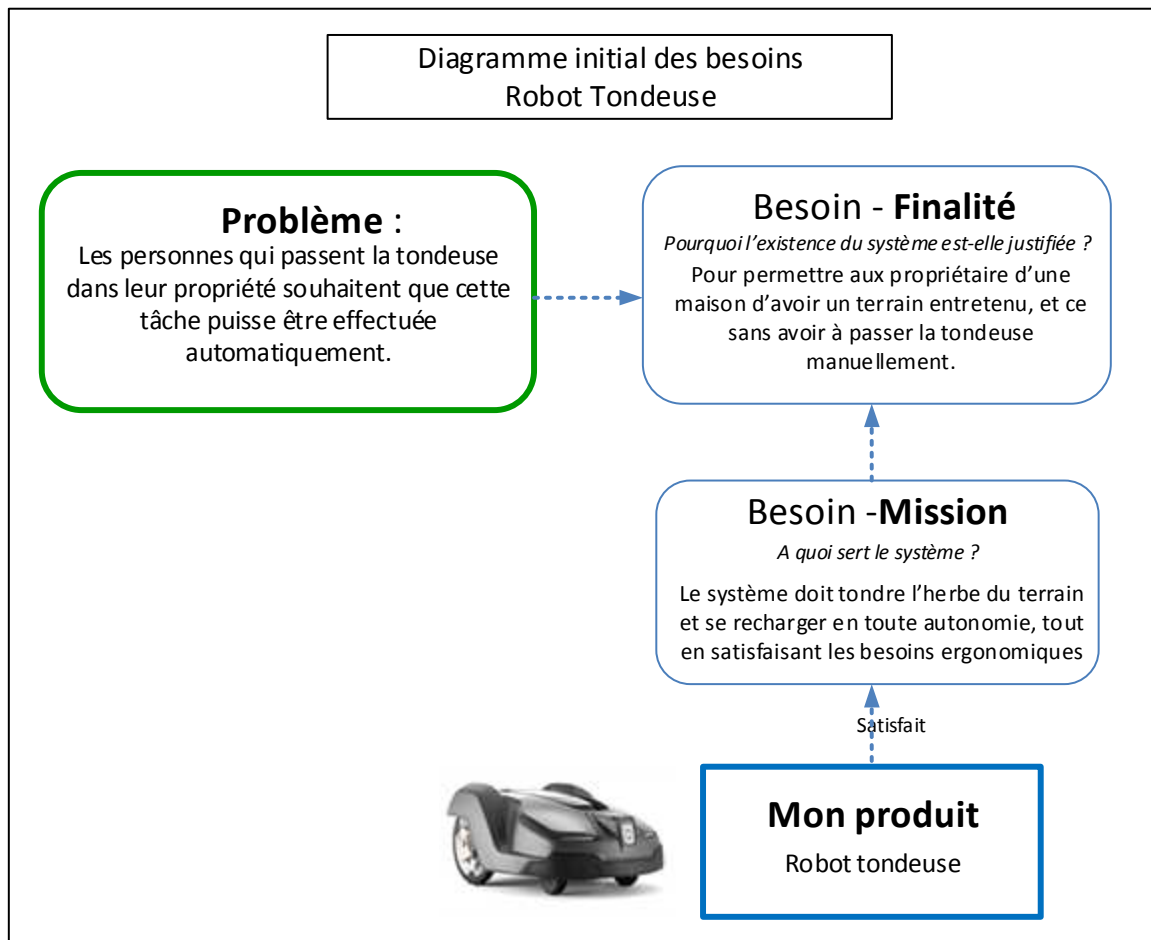 Diagramme initial des besoins
Robot Tondeuse
Problème :
Les personnes qui passent la tondeuse
dans leur propriété souhaitent que cette
tâche puisse être effectuée
automatiquement.
Besoin - Finalité
Pourquoi l’existence du système est-elle justifiée ?
Pour permettre aux propriétaire d’une
maison d’avoir un terrain entretenu, et ce
sans avoir à passer la tondeuse
manuellement.
Besoin -Mission
A quoi sert le système ?
Le système doit tondre l’herbe du terrain
et se recharger en toute autonomie, tout
en satisfaisant les besoins ergonomiques
Satisfait
Mon produit
Robot tondeuse